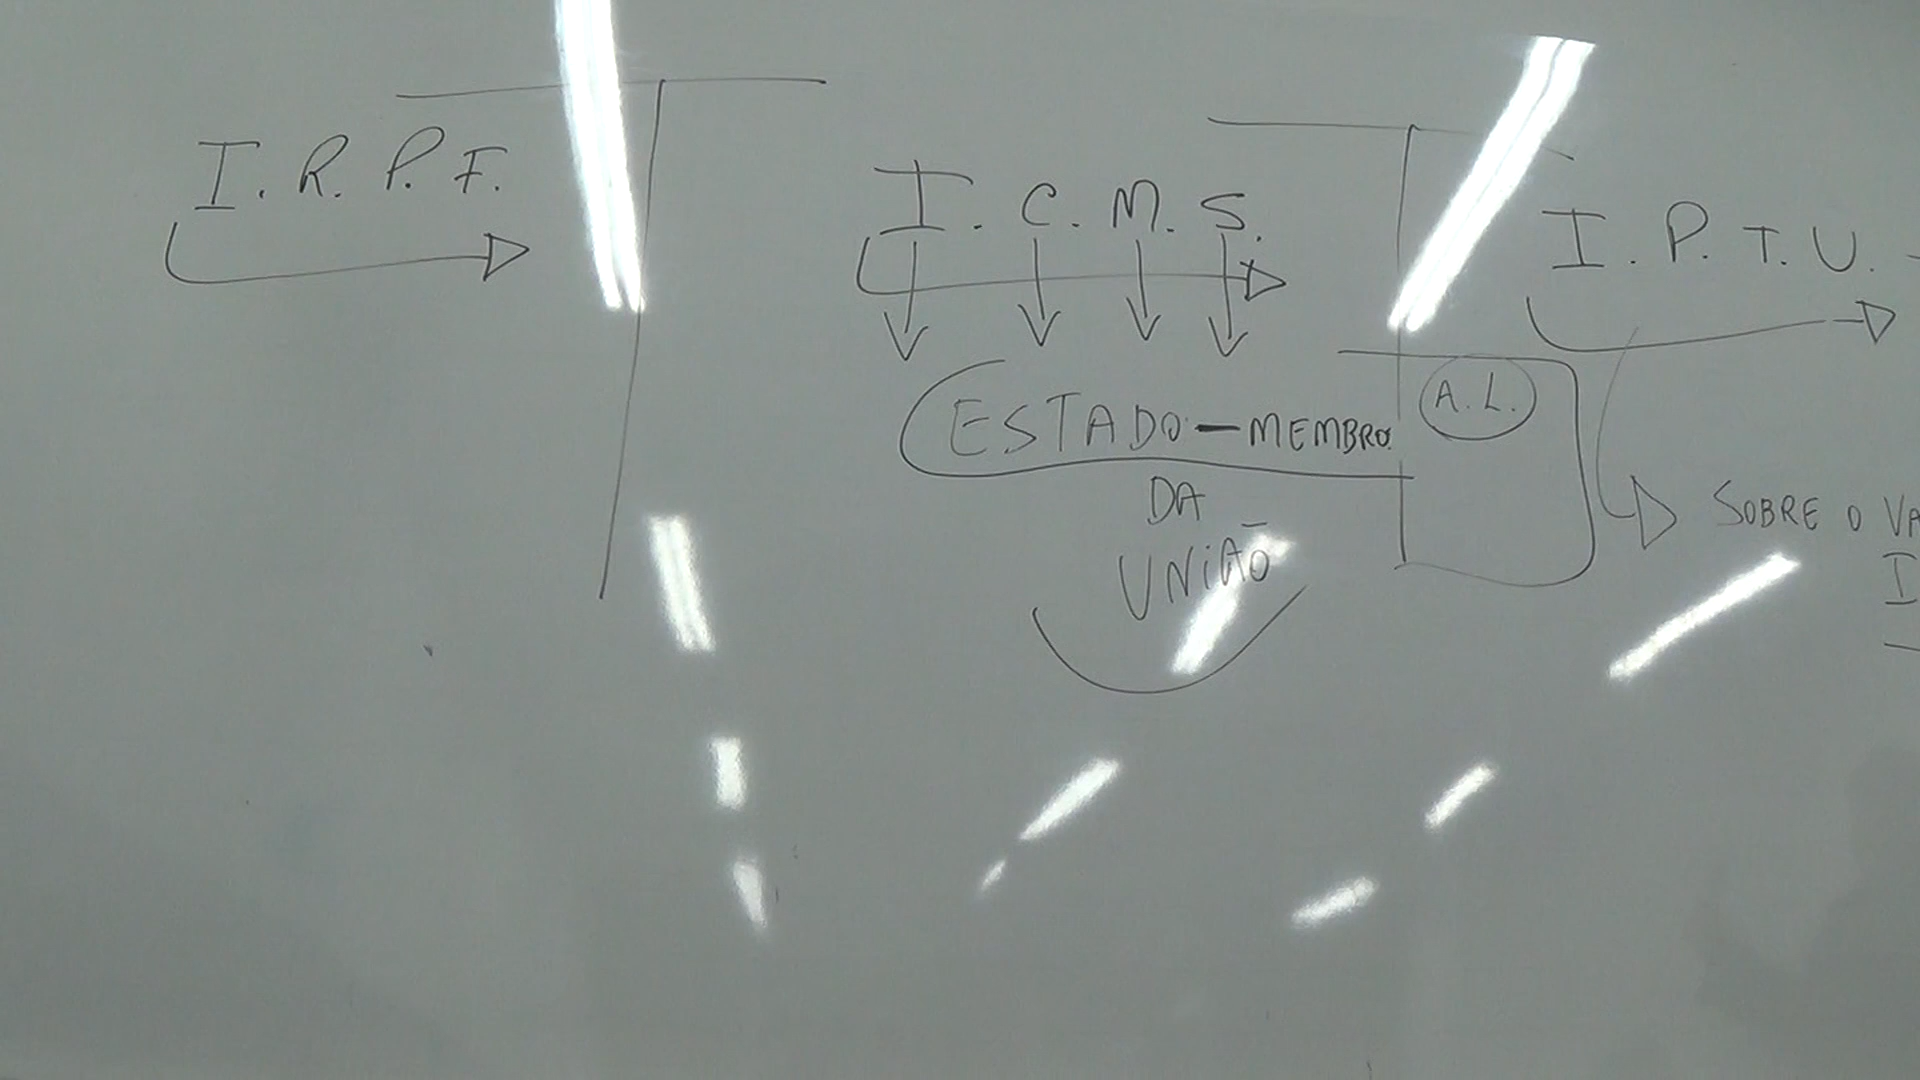 I. R. P. F.
I. C. M. S.
I. P. T. U. -
A. L.
ESTADO - MEMBRO
DA
UNIÃO
SOBRE O VA
I